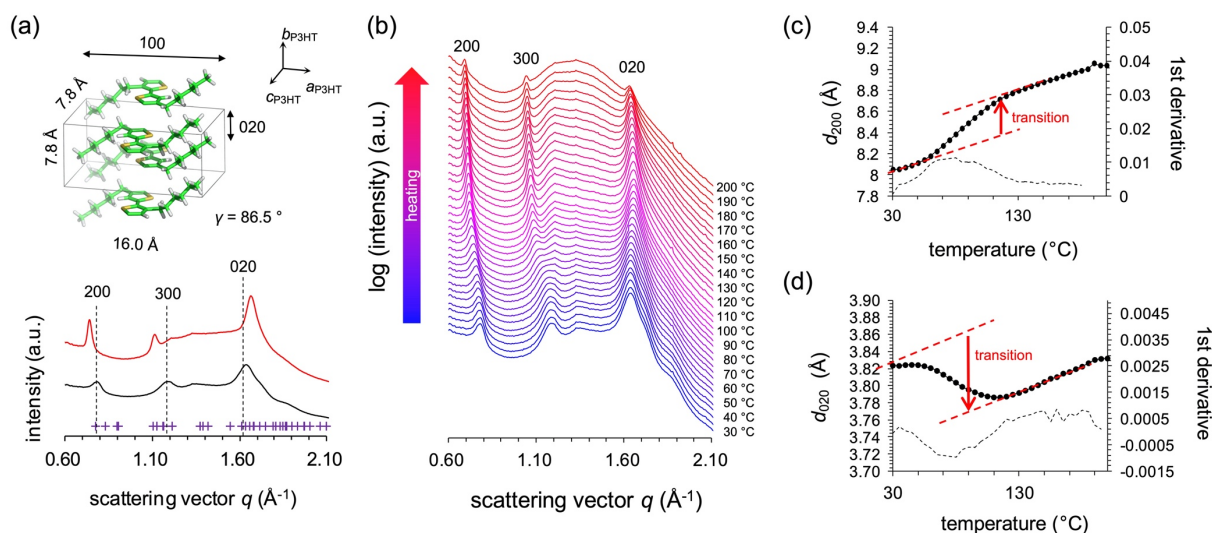 (a)
100
b P3HT
a P3HT
c P3HT
7.8 Å
7.8 Å
020
γ = 86.5 °
16.0 Å
200
300
020
intensity (a.u.)
0.60 1.10 1.60 2.10
scattering vector q (Å-1)
(b)
200
300
020
heating
log (intensity) (a.u.)
200 °C
190 °C
180 °C
170 °C
160 °C
150 °C
140 °C
130 °C
120 °C
110 °C
100 °C
90 °C
80 °C
70 °C
60 °C
50 °C
40 °C
30 °C
0.60 1.10 1.60 2.10
scattering vector q (Å-1)
(c)
9.4
9.2
9
8.8
8.6
8.4
8.2
8
7.8
d200 (Å)
transition
0.05
0.04
0.03
0.02
0.01
0
1st derivative
30 130
temperature (°C)
(d)
3.90
3.88
3.86
3.84
3.82
3.80
3.78
3.76
3.74
3.72
3.70
d020 (Å)
transition
0.0045
0.0035
0.0025
0.0015
0.0005
-0.0005
-0.0015
1st derivative
30 130
temperature (°C)